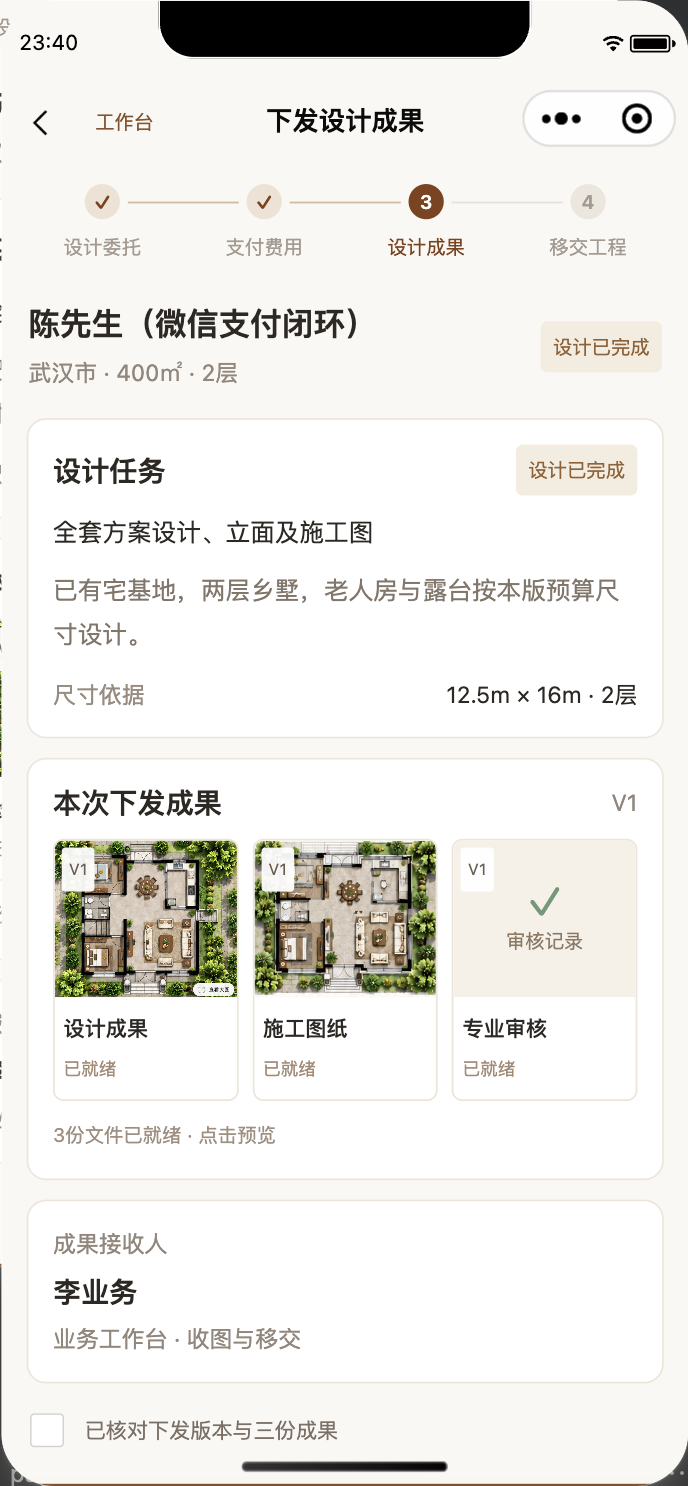 23:40
工作台
下发设计成果
3
4
设计委托
支付费用
设计成果
移交工程
陈先生（微信支付闭环）
武汉市 · 400㎡ · 2层
设计已完成
设计任务
设计已完成
全套方案设计、立面及施工图
已有宅基地，两层乡墅，老人房与露台按本版预算尺
寸设计。
尺寸依据
12.5m × 16m · 2层
本次下发成果
V1
V1
V1
V1
审核记录
设计成果
已就绪
施工图纸
已就绪
专业审核
已就绪
3份文件已就绪 · 点击预览
成果接收人
李业务
业务工作台 · 收图与移交
已核对下发版本与三份成果